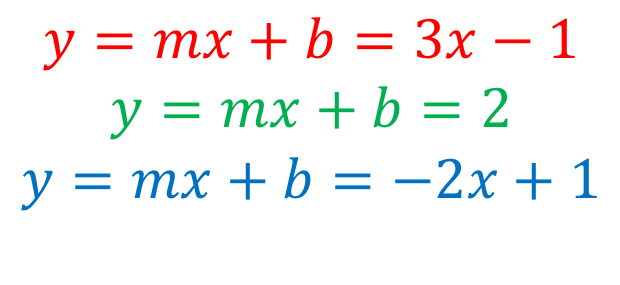 y = mx + b = 3x − 1
y = mx + b = 2
y = mx + b = −2x + 1